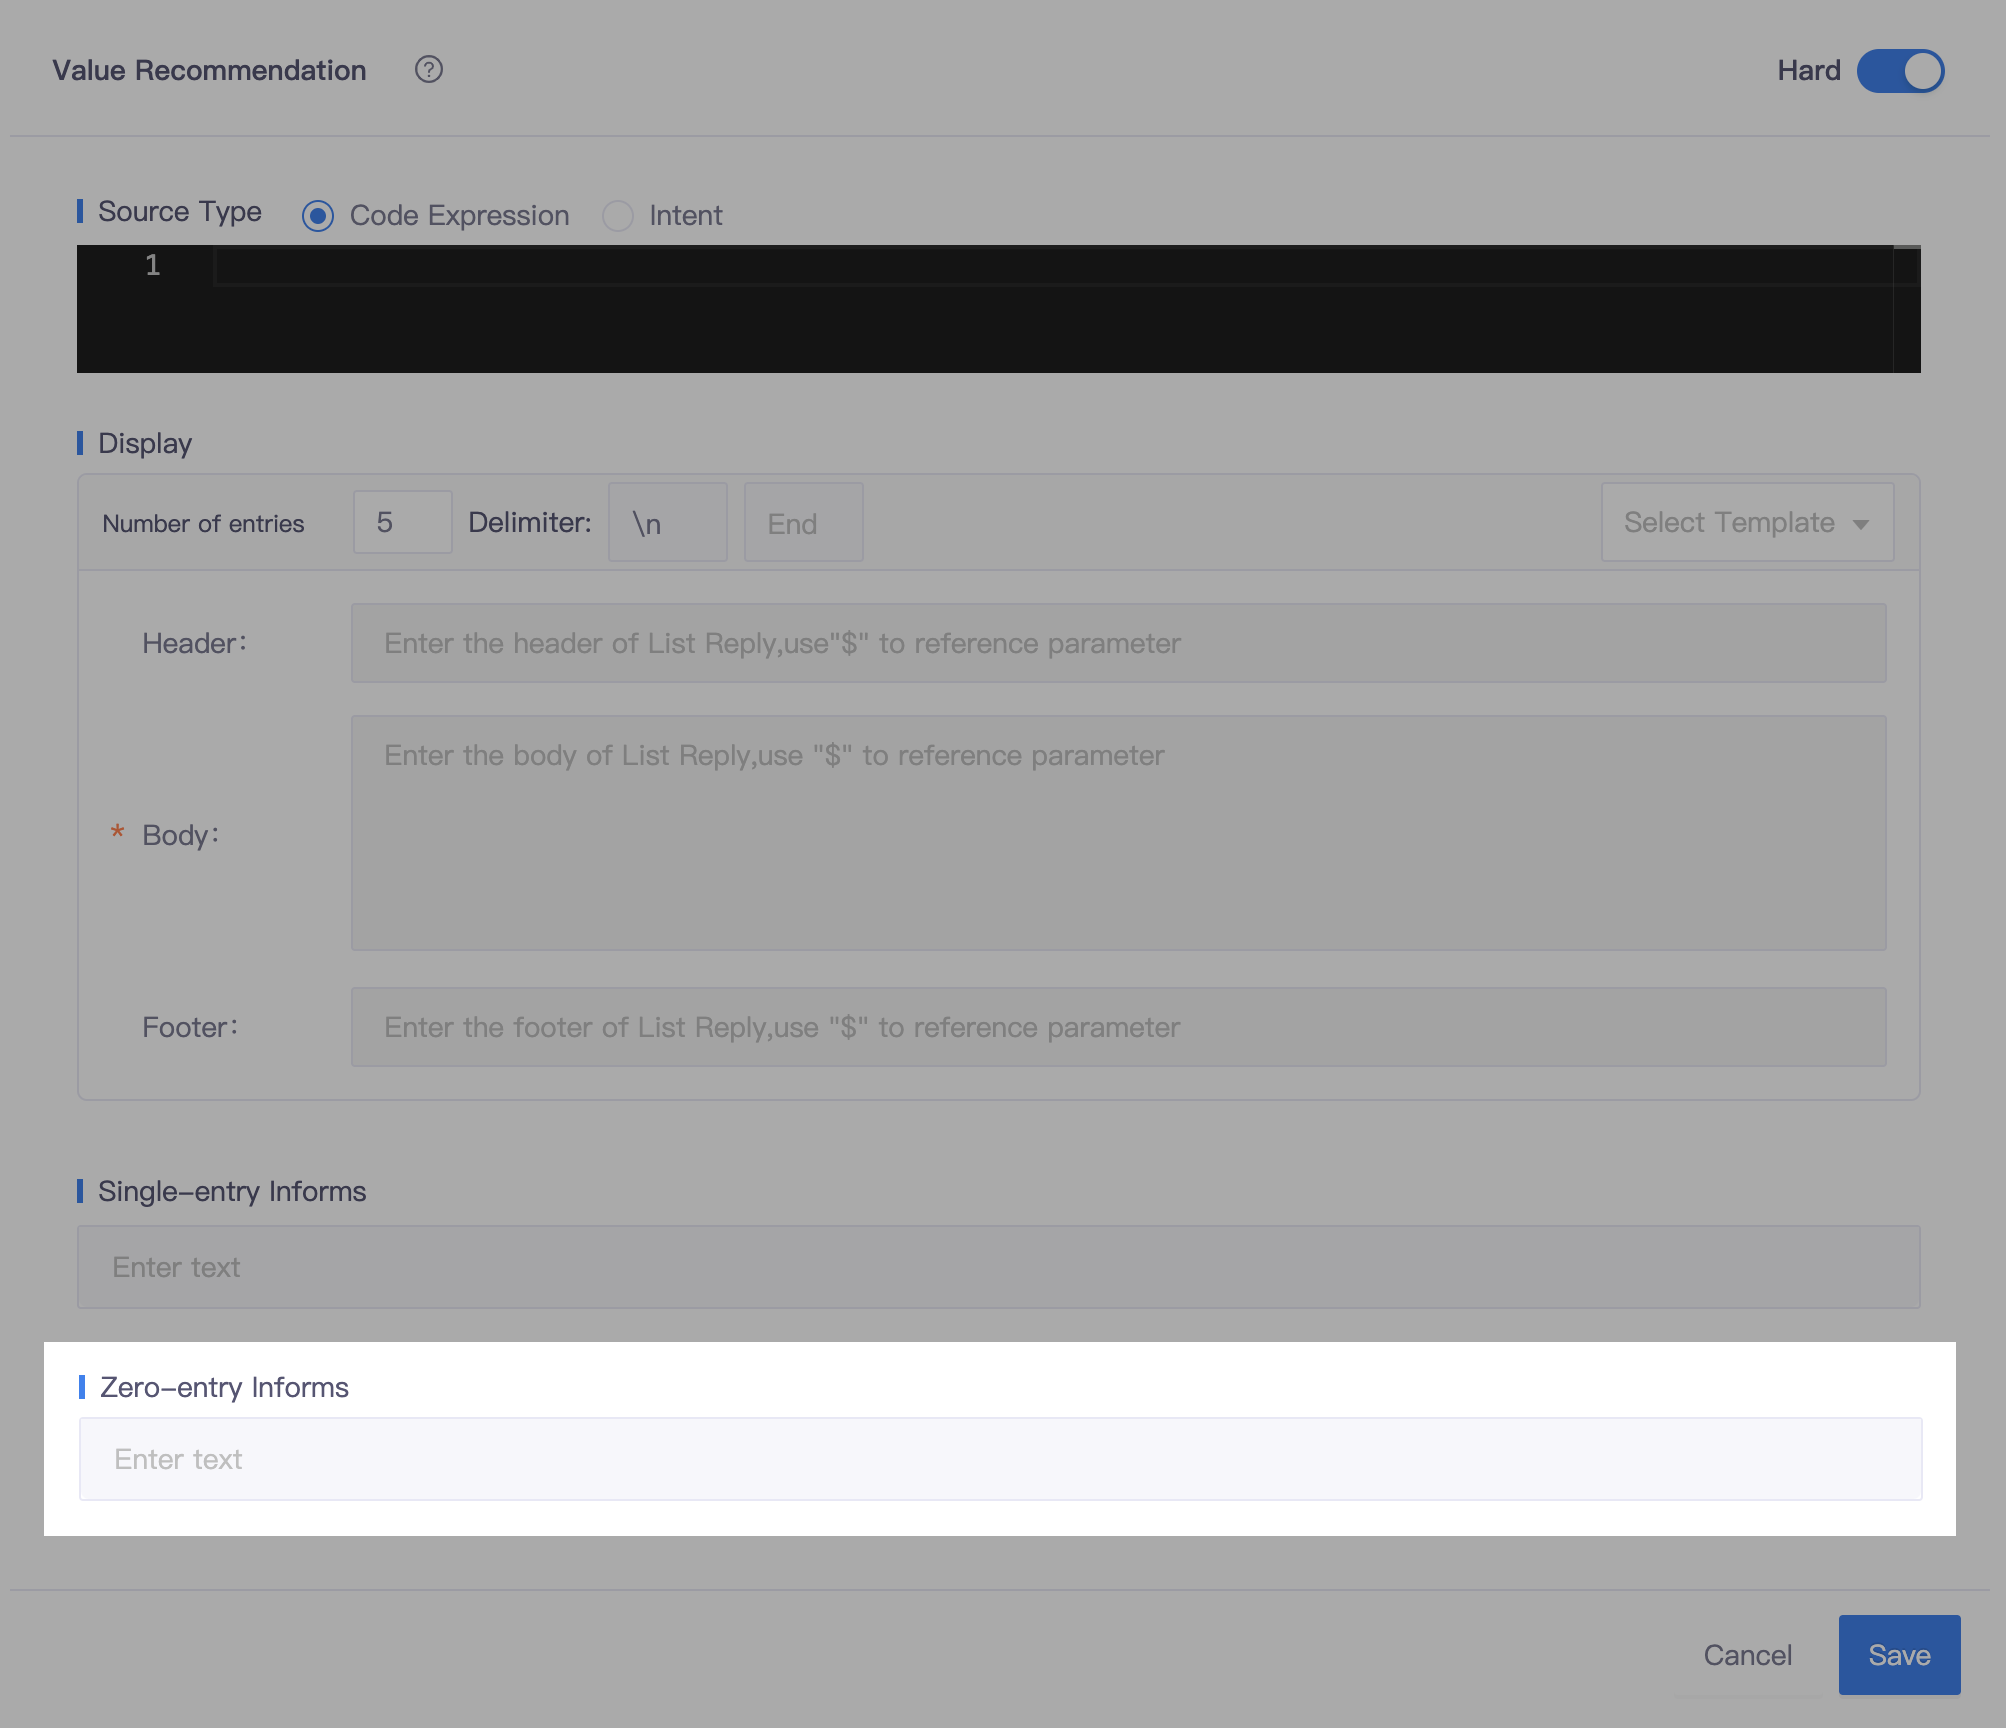 Value Recommendation ? Hard
Source Type Code Expression Intent
1
Display
Number of entries 5 Delimiter: \n End Select Template
Header: Enter the header of List Reply,use"$" to reference parameter
Enter the body of List Reply,use "$" to reference parameter
* Body:
Footer: Enter the footer of List Reply,use "$" to reference parameter
Single-entry Informs
Enter text
Zero-entry Informs
Enter text
Cancel Save